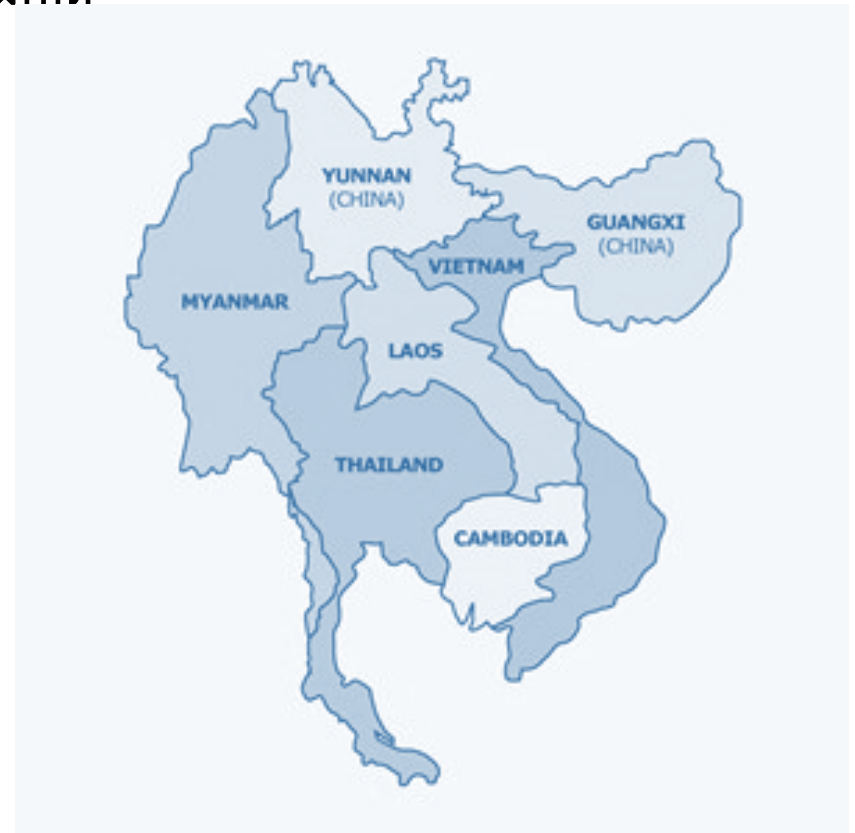 YUNNAN
(CHINA)
GUANGXI
(CHINA)
VIETNAM
MYANMAR
LAOS
THAILAND
CAMBODIA